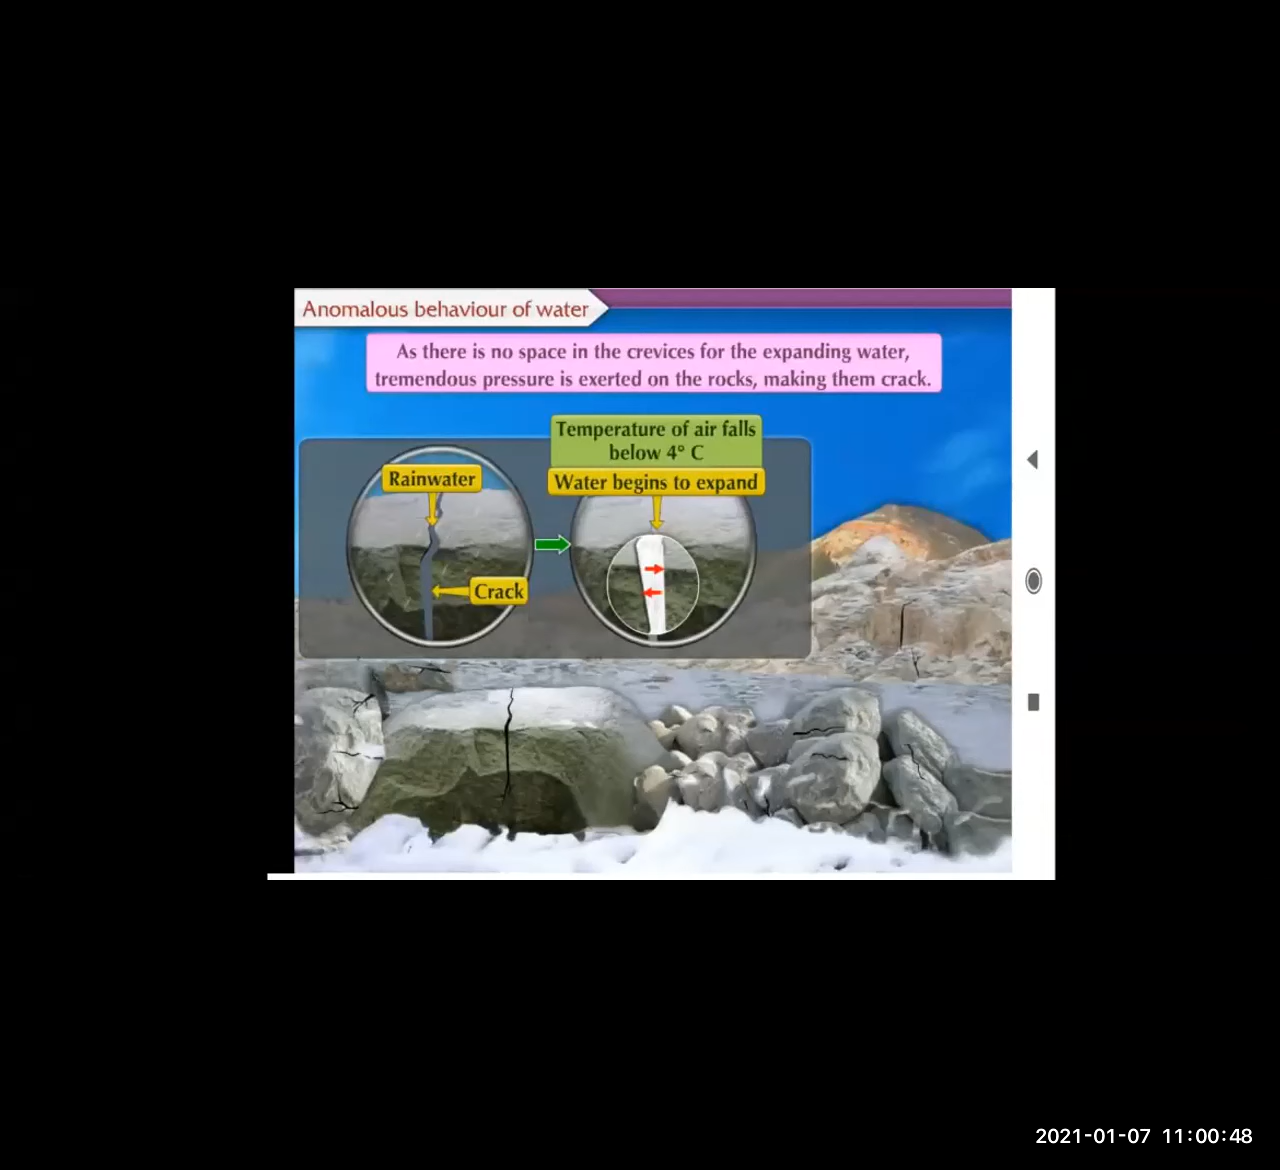 Anomalous behaviour of water
As there is no space in the crevices for the expanding water,
tremendous pressure is exerted on the rocks, making them crack.
Temperature of air falls
below 4° C
Rainwater
Water begins to expand
Crack
2021-01-07 11:00:48